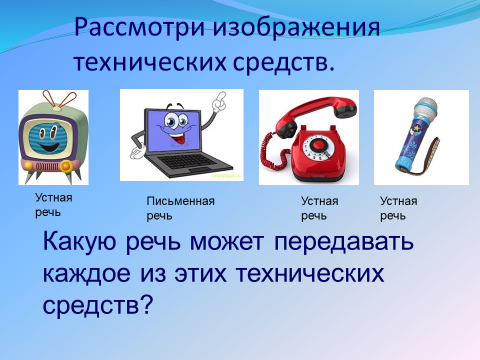 Рассмотри изображения
технических средств.
Устная
речь
Письменная
речь
Устная
речь
Устная
речь
Какую речь может передавать
каждое из этих технических
средств?